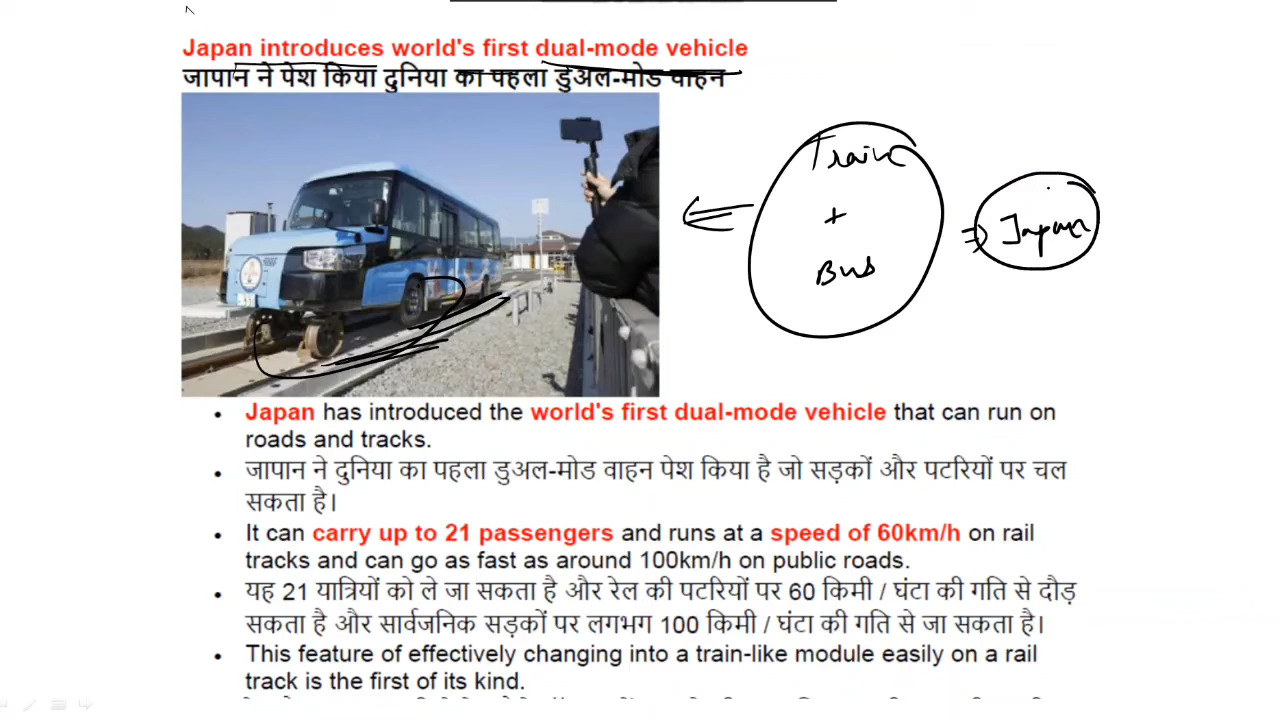 Japan introduces world's first dual-mode vehicle
जापान ने पेश किया दुनिया का पहला डुअल-मोड वाहन
Train
+
Bus
Japan
Japan has introduced the world's first dual-mode vehicle that can run on
roads and tracks.
जापान ने दुनिया का पहला डुअल-मोड वाहन पेश किया है जो सड़कों और पटरियों पर चल
सकता है।
It can carry up to 21 passengers and runs at a speed of 60km/h on rail
tracks and can go as fast as around 100km/h on public roads.
यह 21 यात्रियों को ले जा सकता है और रेल की पटरियों पर 60 किमी / घंटा की गति से दौड़
सकता है और सार्वजनिक सड़कों पर लगभग 100 किमी / घंटा की गति से जा सकता है।
This feature of effectively changing into a train-like module easily on a rail
track is the first of its kind.